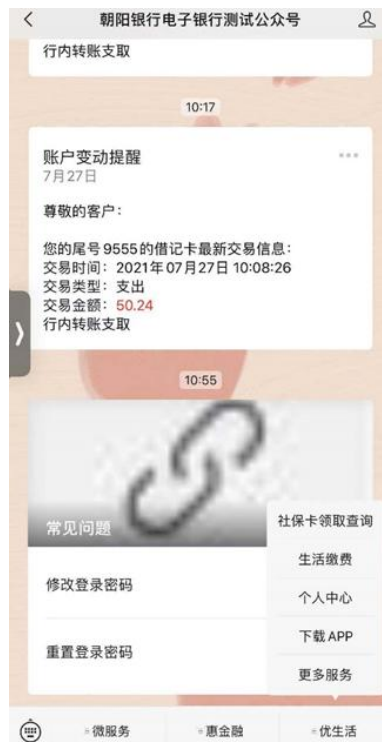 朝阳银行电子银行测试公众号
行内转账支取
10:17
账户变动提醒
7月27日
尊敬的客户：
您的尾号9555的借记卡最新交易信息：
交易时间：2021年07月27日 10:08:26
交易类型：支出
交易金额：50.24
行内转账支取
10:55
常见问题
修改登录密码
重置登录密码
社保卡领取查询
生活缴费
个人中心
下载APP
更多服务
微服务
惠金融
优生活